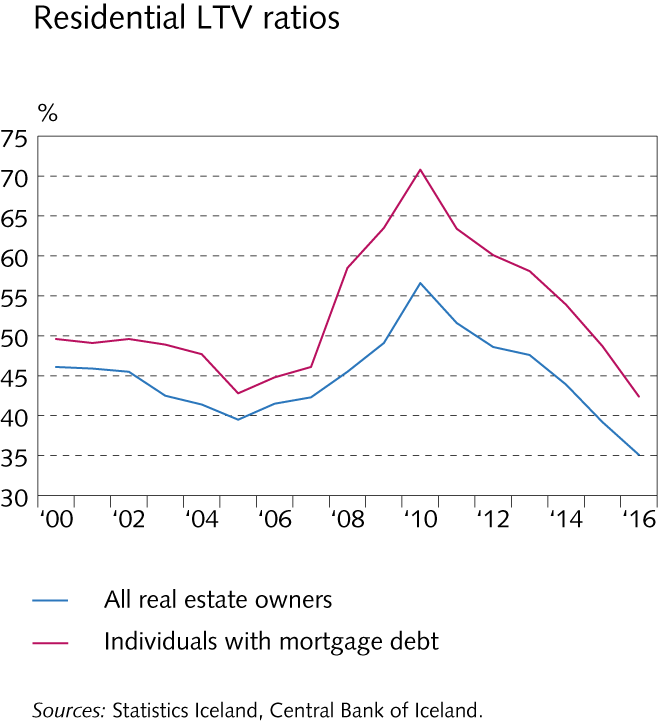 Residential LTV ratios
%
75
70
65
60
55
50
45
40
35
30
‘00 ‘02 ‘04 ‘06 ‘08 ‘10 ‘12 ‘14 ‘16
All real estate owners
Individuals with mortgage debt
Sources: Statistics Iceland, Central Bank of Iceland.